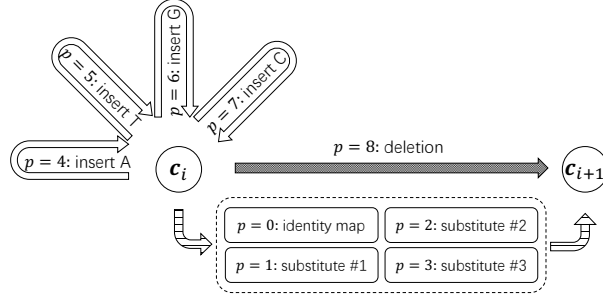 p = 4: insert A
p = 5: insert T
p = 6: insert G
p = 7: insert C
c_i
p = 8: deletion
c_{i+1}
p = 0: identity map
p = 2: substitute #2
p = 1: substitute #1
p = 3: substitute #3